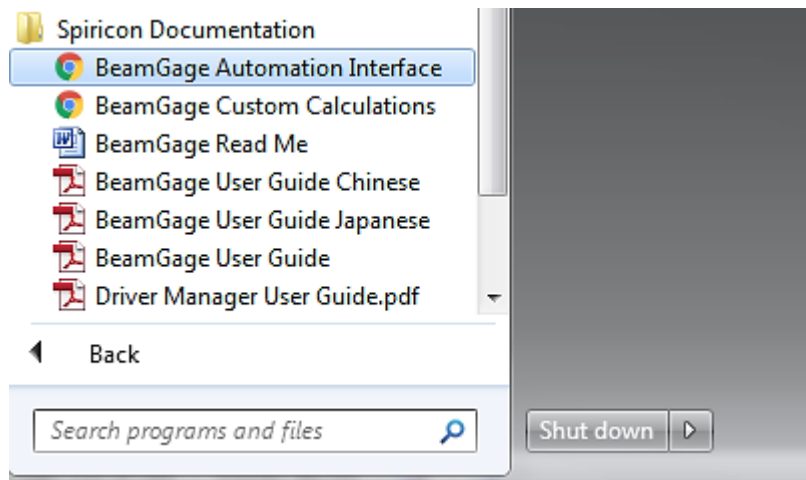 Spiricon Documentation
BeamGage Automation Interface
BeamGage Custom Calculations
BeamGage Read Me
BeamGage User Guide Chinese
BeamGage User Guide Japanese
BeamGage User Guide
Driver Manager User Guide.pdf
Back
Search programs and files
Shut down